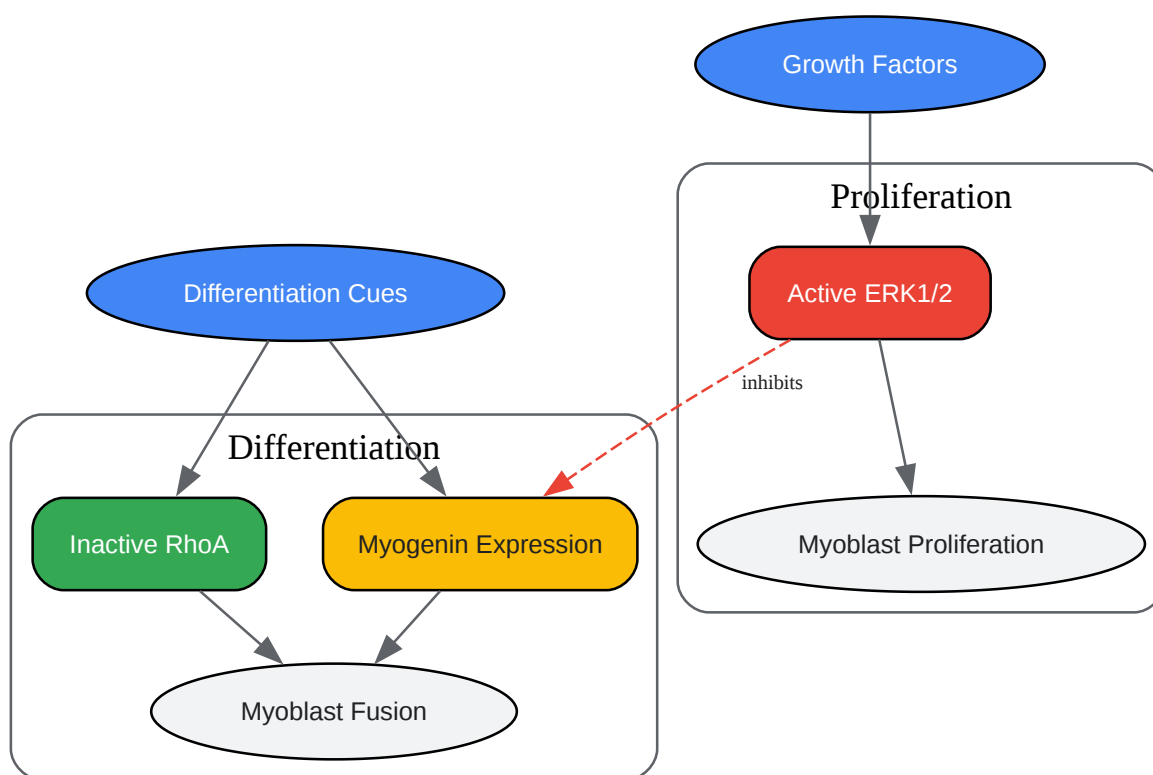 Growth Factors
Proliferation
Differentiation Cues
Active ERK1/2
inhibits
Differentiation
Inactive RhoA
Myogenin Expression
Myoblast Proliferation
Myoblast Fusion